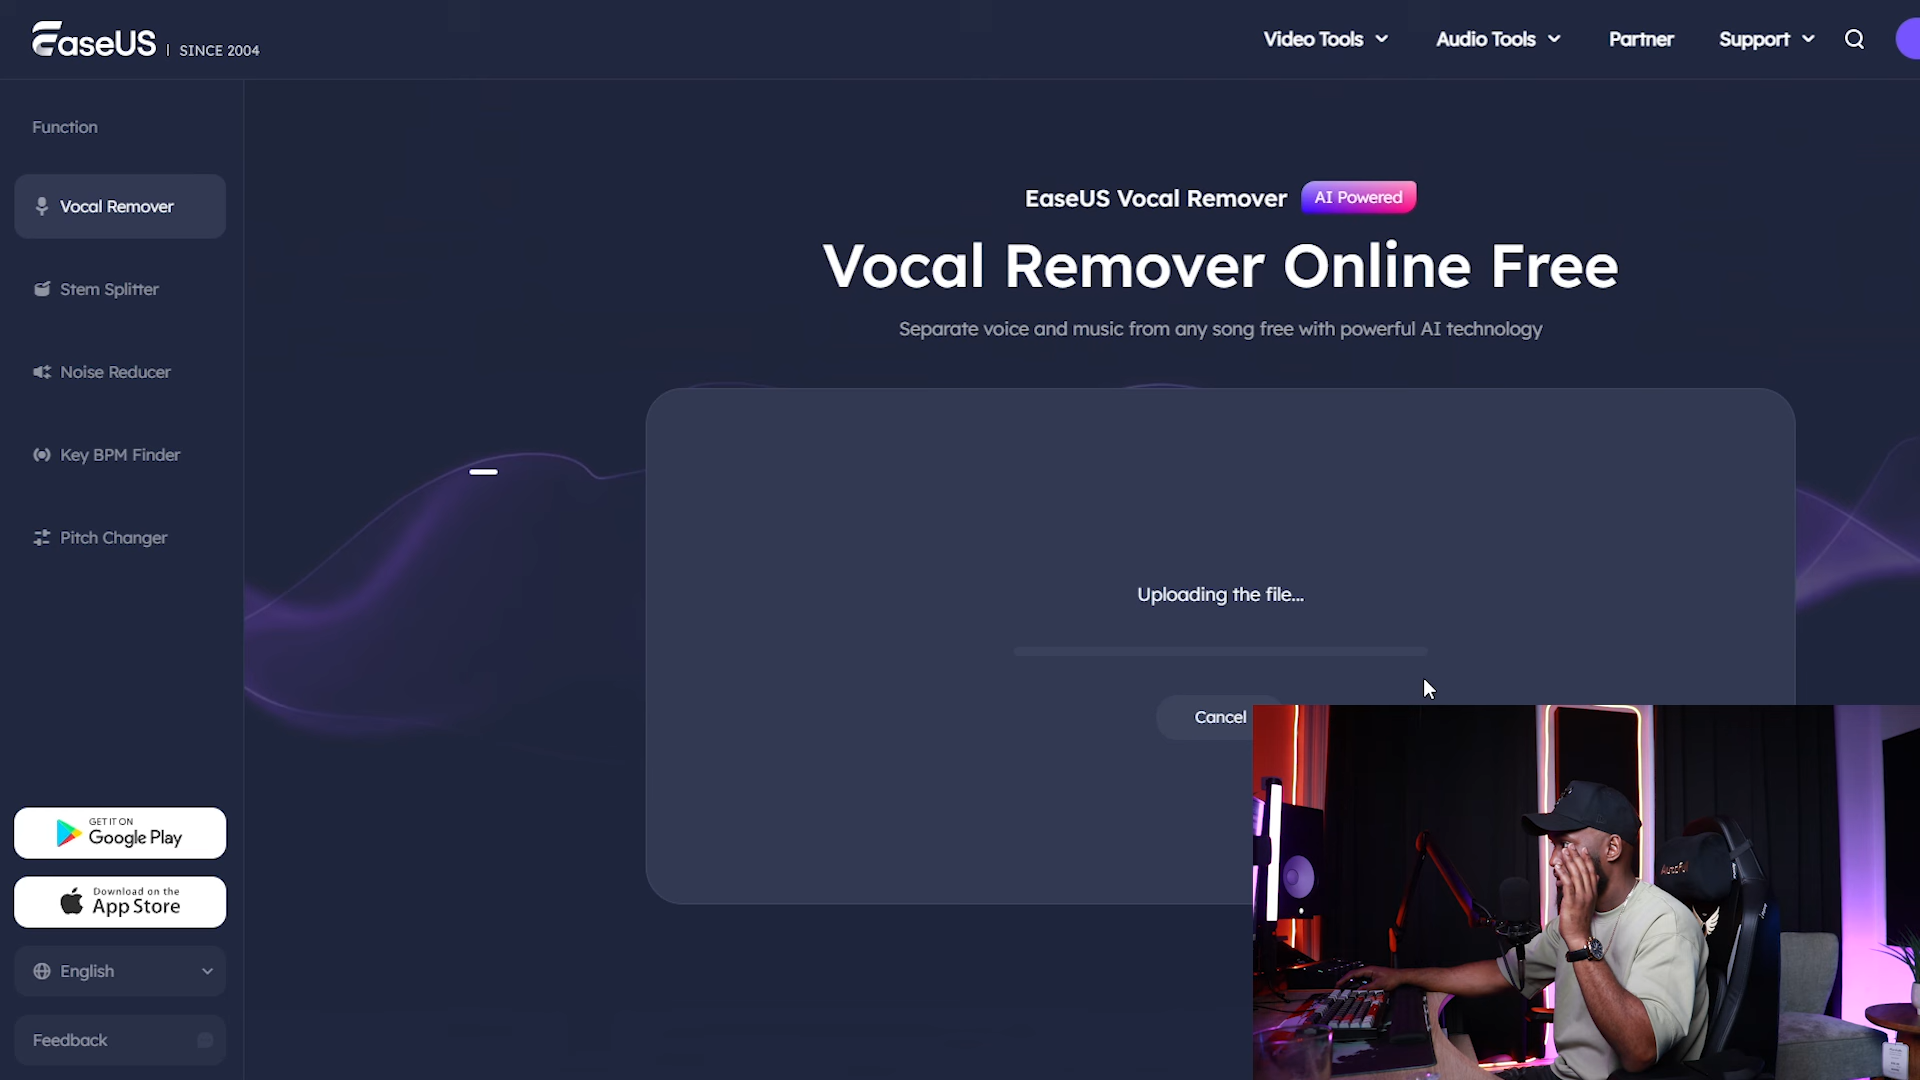 EaseUS | SINCE 2004
Video Tools
Audio Tools
Partner
Support
Function
Vocal Remover
Stem Splitter
Noise Reducer
Key BPM Finder
Pitch Changer
GET IT ON
Google Play
Download on the
App Store
English
Feedback
EaseUS Vocal Remover AI Powered
Vocal Remover Online Free
Separate voice and music from any song free with powerful AI technology
Uploading the file...
Cancel
AutoFull